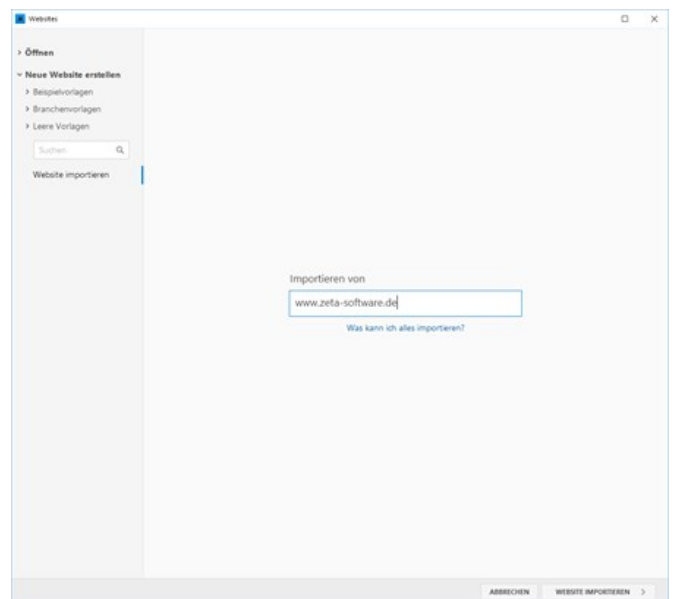 Websites
Öffnen
Neue Website erstellen
Beispielvorlagen
Branchenvorlagen
Leere Vorlagen
Suchen
Website importieren
Importieren von
www.zeta-software.de
Was kann ich alles importieren?
ABBRECHEN
WEBSITE IMPORTIEREN